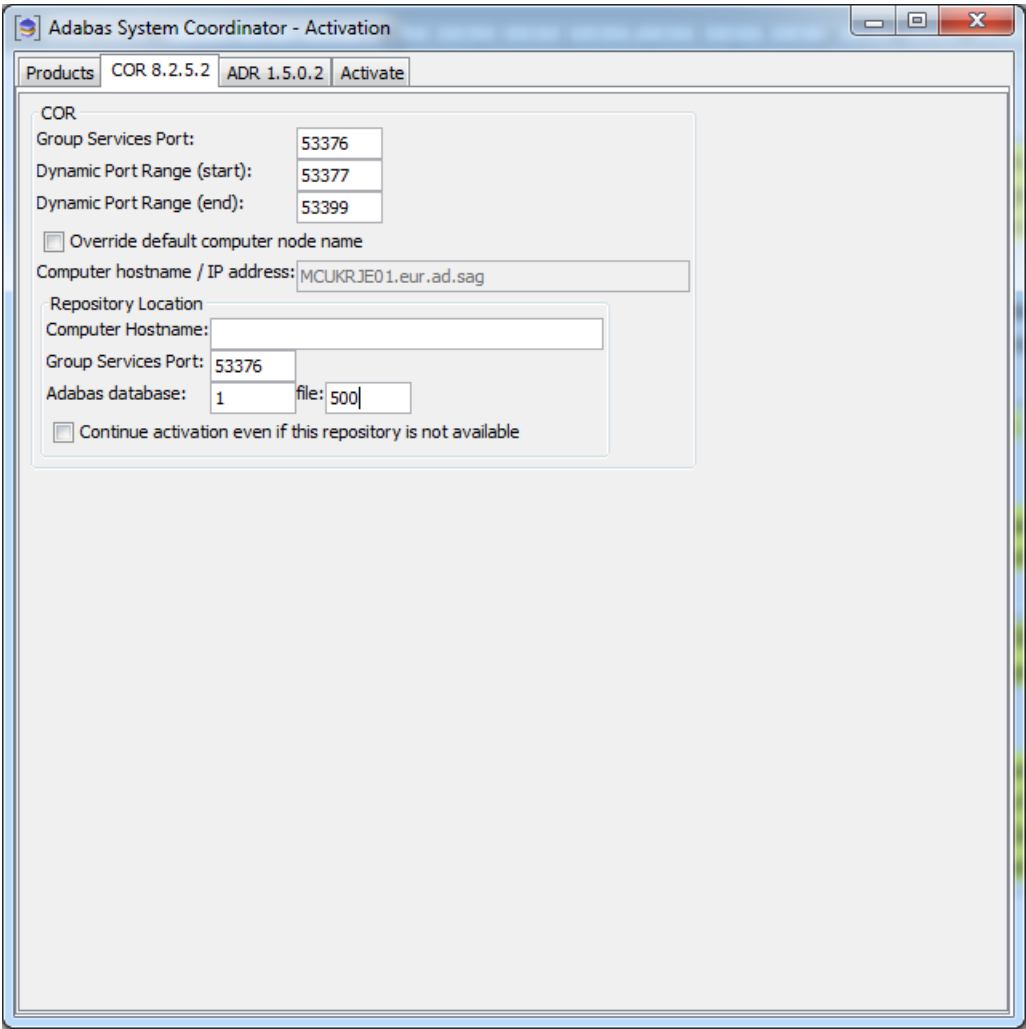 Adabas System Coordinator - Activation
Products COR 8.2.5.2 ADR 1.5.0.2 Activate
COR
Group Services Port: 53376
Dynamic Port Range (start): 53377
Dynamic Port Range (end): 53399
Override default computer node name
Computer hostname / IP address: MCUKRJE01.eur.ad.sag
Repository Location
Computer Hostname:
Group Services Port: 53376
Adabas database: 1 file: 500
Continue activation even if this repository is not available